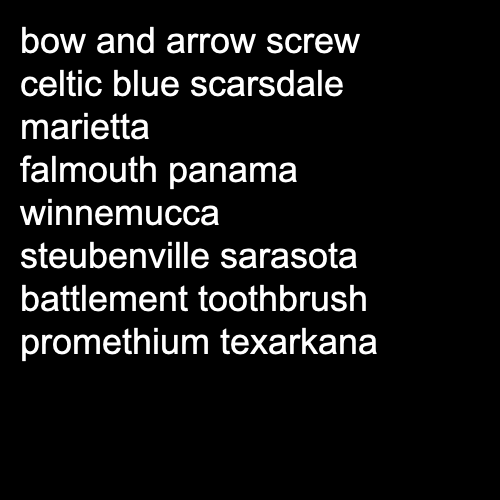 bow and arrow screw
celtic blue scarsdale
marietta
falmouth panama
winnemucca
steubenville sarasota
battlement toothbrush
promethium texarkana